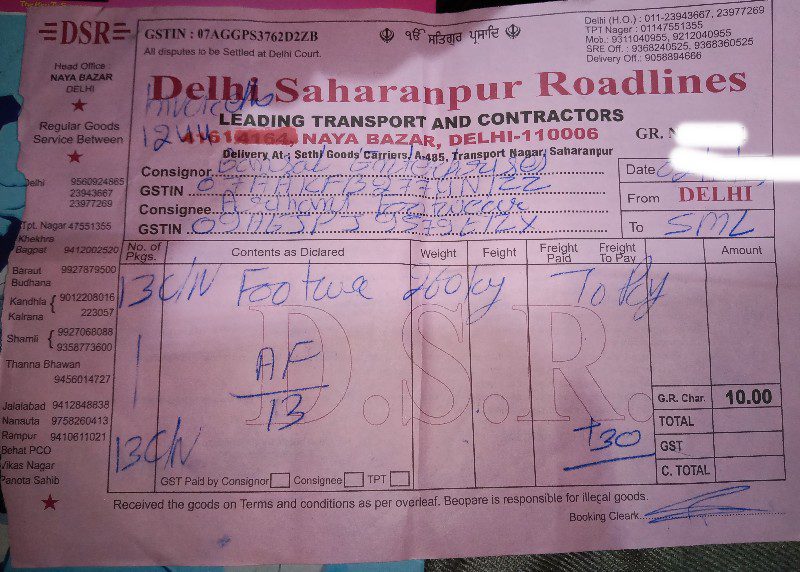 DSR
GSTIN : 07AGGPS3762D2ZB
ੴ ਸਤਿਗੁਰ ਪ੍ਰਸਾਦਿ
Delhi (H.O.) : 011-23943667, 23977269
TPT Nager : 01147551355
Mob.: 9311040955, 9212040955
SRE Off. : 9368240525, 9368360525
Delivery Off.: 9058894666
All disputes to be Settled at Delhi Court.
Head Office :
NAYA BAZAR
DELHI
Delhi Saharanpur Roadlines
LEADING TRANSPORT AND CONTRACTORS
1244
NAYA BAZAR, DELHI-110006
GR.
Delivery At : Sethi Goods Carriers, A-485, Transport Nagar, Saharanpur
Regular Goods
Service Between
Consignor
Date
GSTIN
From DELHI
Consignee
To SML
GSTIN
Delhi 9560924865
23943667
23977269
Tpt. Nagar 47551355
Khekhra
Bagpat 9412002520
Baraut 9927879500
Budhana
Kandhla 9012208016
Kairana 223057
Shamli 9927068088
9358773600
Thanna Bhawan
9456014727
Jalalabad 9412848838
Nanauta 9758260413
Rampur 9410611021
Behat PCO
Vikas Nagar
Panota Sahib
No. of Pkgs. Contents as Diclared Weight Feight Freight Paid Freight To Pay Amount
13 C/N Footwe 260 kg To Pay
AF
13
D.S.R.
G.R. Char. 10.00
TOTAL
+30
GST
13 C/N
C. TOTAL
GST Paid by Consignor Consignee TPT
Received the goods on Terms and conditions as per overleaf. Beopare is responsible for illegal goods.
Booking Cleark